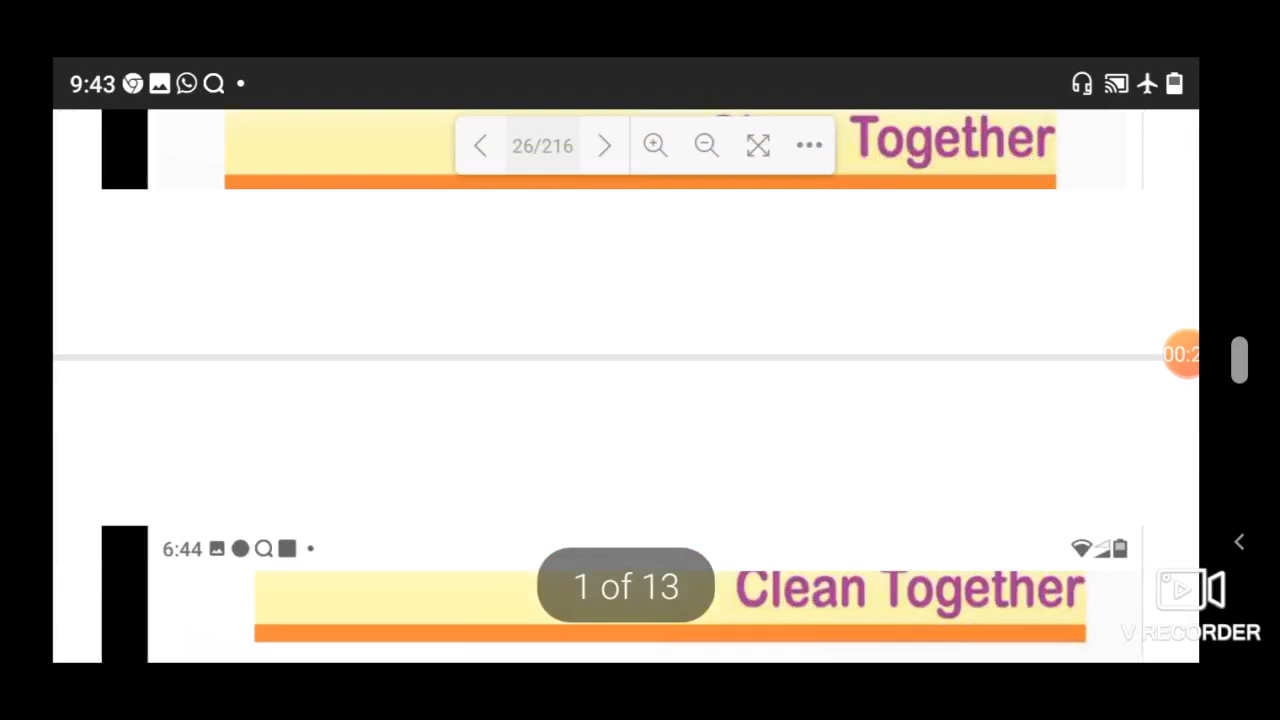 9:43
Together
26/216
00:2
6:44
1 of 13
Clean Together
V RECORDER